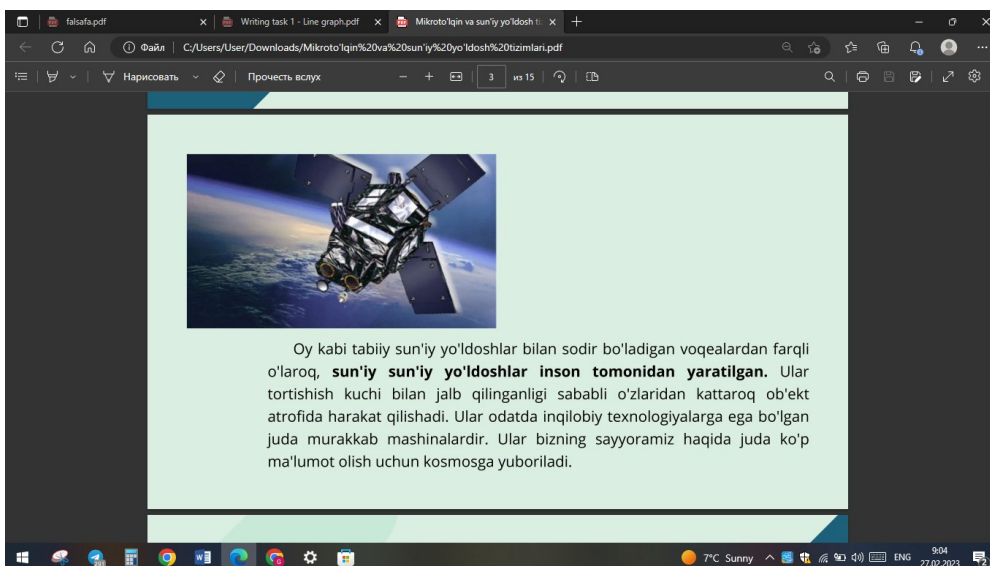 falsafa.pdf
Writing task 1 - Line graph.pdf
Mikroto'lqin va sun'iy yo'ldosh ti
Файл
C:/Users/User/Downloads/Mikroto'lqin%20va%20sun'iy%20yo'ldosh%20tizimlari.pdf
Нарисовать
Прочесть вслух
3
из 15
Oy kabi tabiiy sun'iy yo'ldoshlar bilan sodir bo'ladigan voqealardan farqli
o'laroq, sun'iy sun'iy yo'ldoshlar inson tomonidan yaratilgan. Ular
tortishish kuchi bilan jalb qilinganligi sababli o'zlaridan kattaroq ob'ekt
atrofida harakat qilishadi. Ular odatda inqilobiy texnologiyalarga ega bo'lgan
juda murakkab mashinalardir. Ular bizning sayyoramiz haqida juda ko'p
ma'lumot olish uchun kosmosga yuboriladi.
7°C Sunny
ENG
9:04
27.02.2023